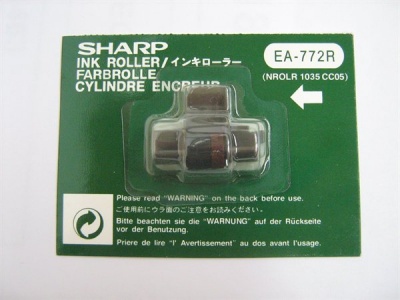 SHARP
INK ROLLER/インキローラー
FARBROLLE
CYLINDRE ENCREUR
EA-772R
(NROLR 1035 CC05)
Please read "WARNING" on the back before use.
ご使用前にウラ面のご注意をお読みください。
Bitte beachten sie die "WARNUNG" auf der Rückseite
vor der Benutzung.
Priere de lire "l' Avertissement" au dos avant l'usage.